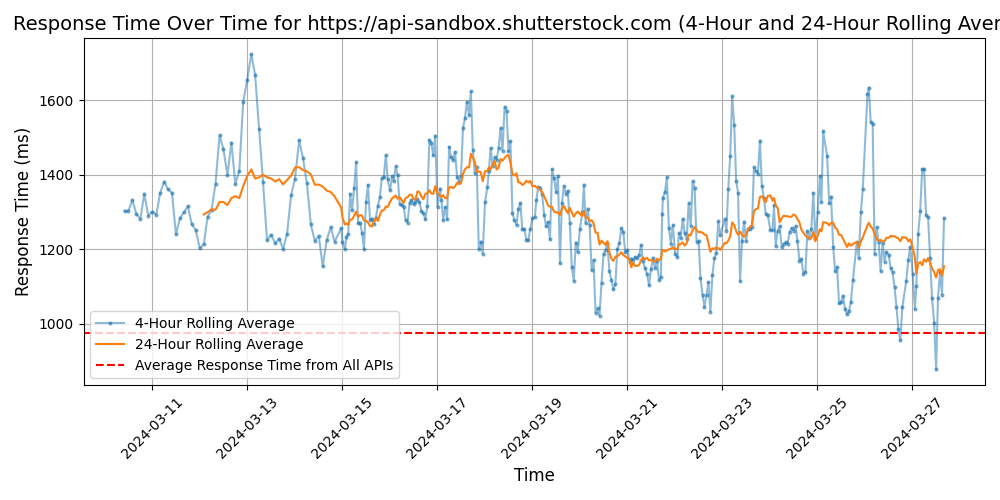 Response Time Over Time for https://api-sandbox.shutterstock.com (4-Hour and 24-Hour Rolling Aver
Response Time (ms)
1600
1400
1200
1000
4-Hour Rolling Average
24-Hour Rolling Average
Average Response Time from All APIs
2024-03-11
2024-03-13
2024-03-15
2024-03-17
2024-03-19
2024-03-21
2024-03-23
2024-03-25
2024-03-27
Time